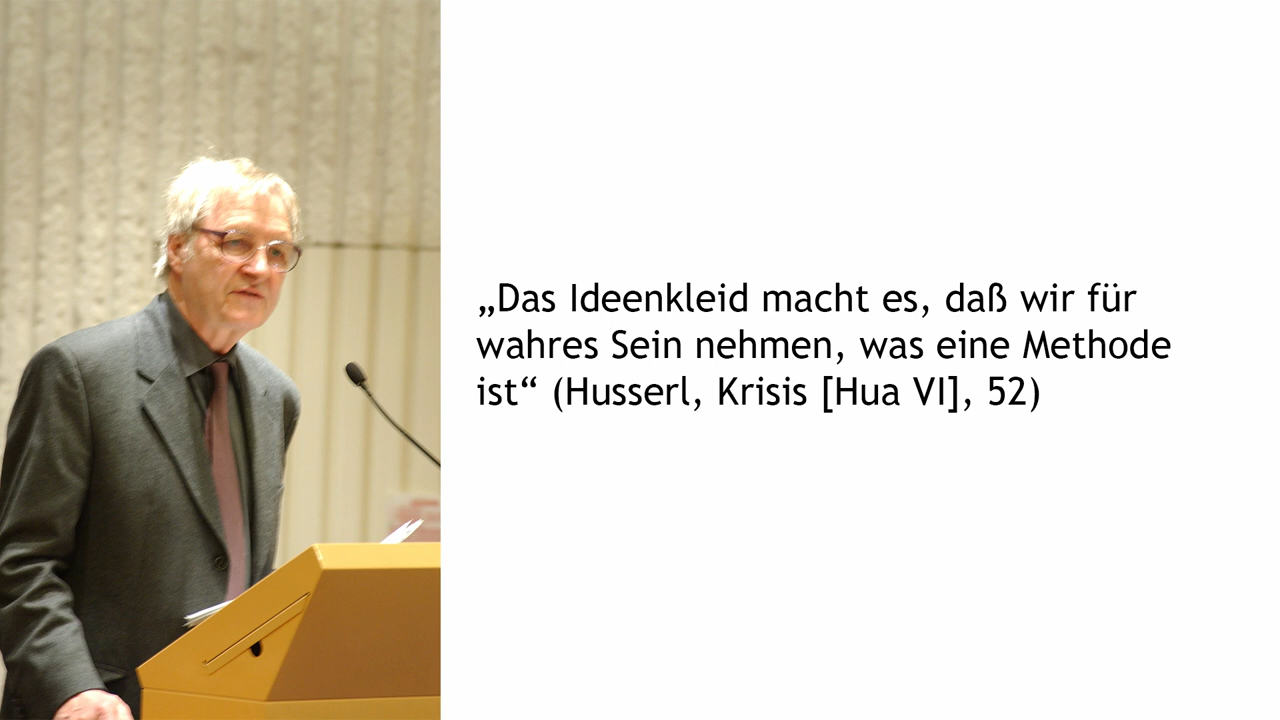 „Das Ideenkleid macht es, daß wir für
wahres Sein nehmen, was eine Methode
ist“ (Husserl, Krisis [Hua VI], 52)